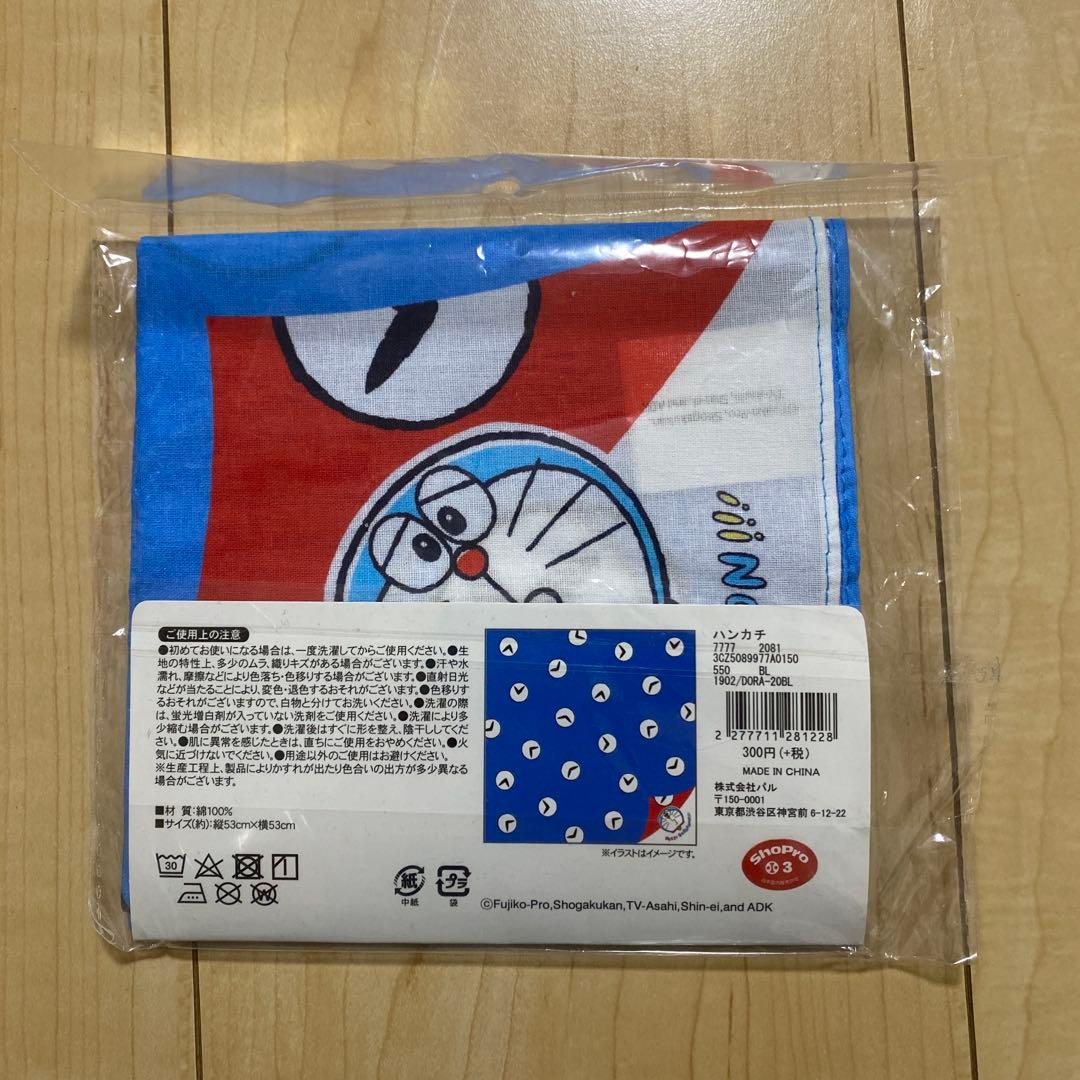 NO
ご使用上の注意
●初めてお使いになる場合は、一度洗濯してからご使用ください。●生
地の特性上、多少のムラ、織りキズがある場合がございます。●汗や水
濡れ、摩擦などにより色落ち・色移りする場合がございます。●直射日光
などが当たることにより、変色・退色するおそれがございます。●色移りす
るおそれがございますので、白物と分けてお洗いください。●洗濯の際
は、蛍光増白剤が入っていない洗剤をご使用ください。●洗濯により多
少縮む場合がございます。●洗濯後はすぐに形を整え、陰干ししてくだ
さい。●肌に異常を感じたときは、直ちにご使用をおやめください。●火
気に近づけないでください。●用途以外のご使用はお避けください。
※生産工程上、製品によりかすれが出たり色合いの出方が多少異なる
場合がございます。
■材 質:綿100%
■サイズ(約):縦53cm×横53cm
30
紙
中紙
プラ
袋
※イラストはイメージです。
ハンカチ
7777 2081
3CZ5089977A0150
550 BL
1902/DORA-20BL
2 277711 281228
300円(+税)
MADE IN CHINA
株式会社パル
〒150-0001
東京都渋谷区神宮前 6-12-22
ShoPro
3
©Fujiko-Pro,Shogakukan,TV-Asahi,Shin-ei,and ADK